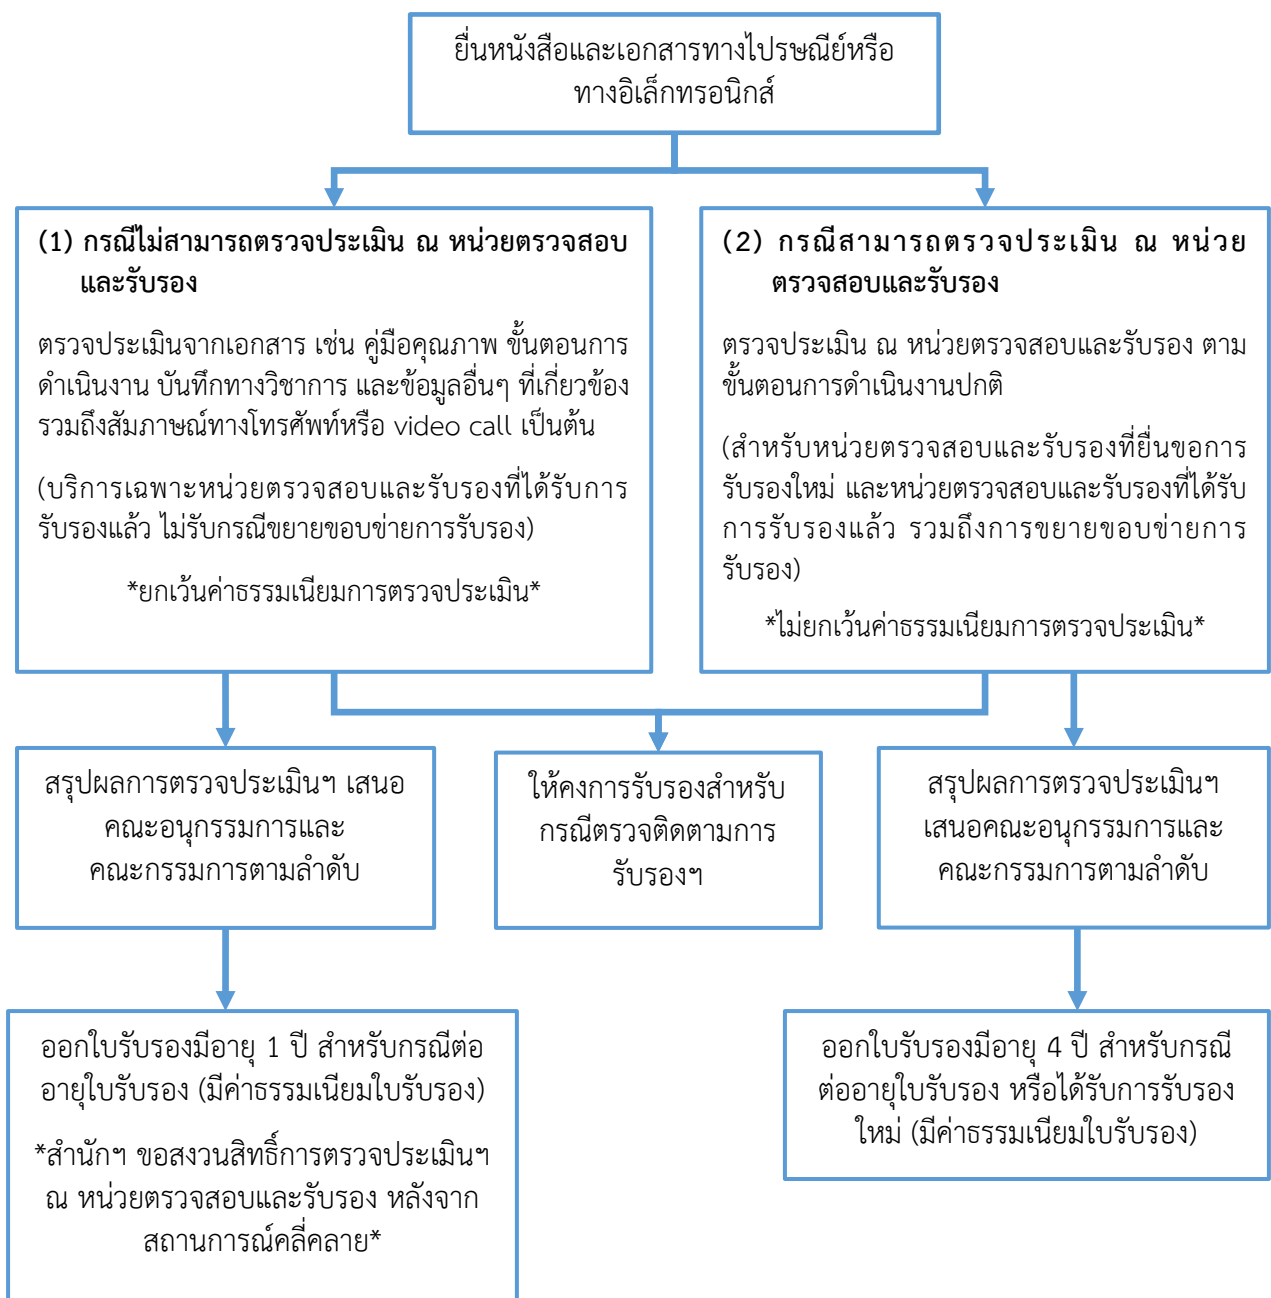 ยื่นหนังสือและเอกสารทางไปรษณีย์หรือ
ทางอิเล็กทรอนิกส์
(1) กรณีไม่สามารถตรวจประเมิน ณ หน่วยตรวจสอบ
และรับรอง
ตรวจประเมินจากเอกสาร เช่น คู่มือคุณภาพ ขั้นตอนการ
ดำเนินงาน บันทึกทางวิชาการ และข้อมูลอื่นๆ ที่เกี่ยวข้อง
รวมถึงสัมภาษณ์ทางโทรศัพท์หรือ video call เป็นต้น
(บริการเฉพาะหน่วยตรวจสอบและรับรองที่ได้รับการ
รับรองแล้ว ไม่รับกรณีขยายขอบข่ายการรับรอง)
*ยกเว้นค่าธรรมเนียมการตรวจประเมิน*
(2) กรณีสามารถตรวจประเมิน ณ หน่วย
ตรวจสอบและรับรอง
ตรวจประเมิน ณ หน่วยตรวจสอบและรับรอง ตาม
ขั้นตอนการดำเนินงานปกติ
(สำหรับหน่วยตรวจสอบและรับรองที่ยื่นขอการ
รับรองใหม่ และหน่วยตรวจสอบและรับรองที่ได้รับ
การรับรองแล้ว รวมถึงการขยายขอบข่ายการ
รับรอง)
*ไม่ยกเว้นค่าธรรมเนียมการตรวจประเมิน*
สรุปผลการตรวจประเมินฯ เสนอ
คณะอนุกรรมการและ
คณะกรรมการตามลำดับ
ให้คงการรับรองสำหรับ
กรณีตรวจติดตามการ
รับรองฯ
สรุปผลการตรวจประเมินฯ
เสนอคณะอนุกรรมการและ
คณะกรรมการตามลำดับ
ออกใบรับรองมีอายุ 1 ปี สำหรับกรณีต่อ
อายุใบรับรอง (มีค่าธรรมเนียมใบรับรอง)
*สำนักฯ ขอสงวนสิทธิ์การตรวจประเมินฯ
ณ หน่วยตรวจสอบและรับรอง หลังจาก
สถานการณ์คลี่คลาย*
ออกใบรับรองมีอายุ 4 ปี สำหรับกรณี
ต่ออายุใบรับรอง หรือได้รับการรับรอง
ใหม่ (มีค่าธรรมเนียมใบรับรอง)